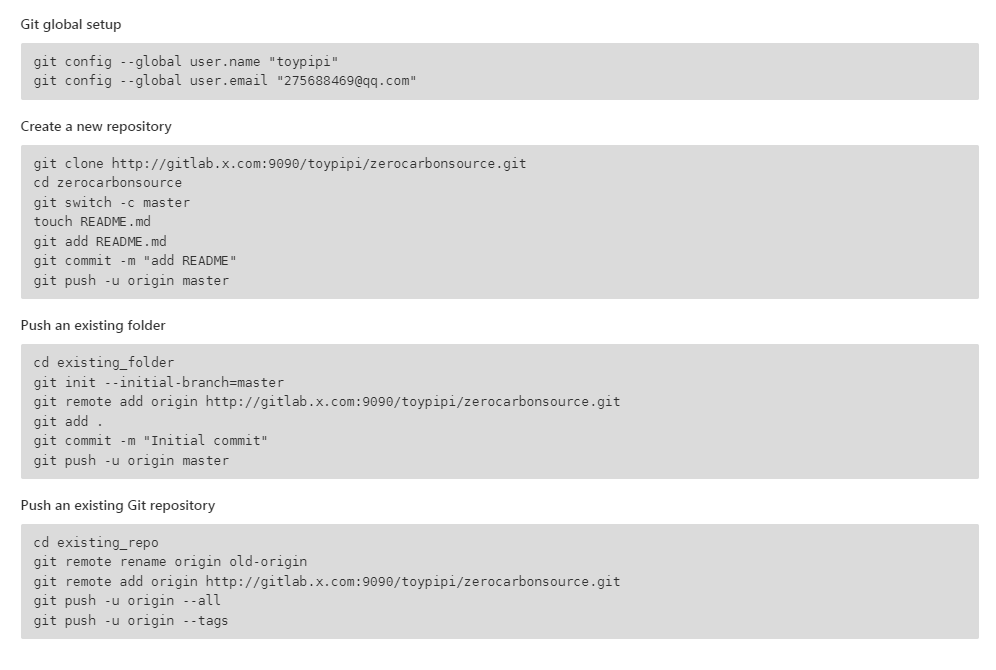 Git global setup
git config --global user.name "toypipi"
git config --global user.email "275688469@qq.com"
Create a new repository
git clone http://gitlab.x.com:9090/toypipi/zerocarbonsource.git
cd zerocarbonsource
git switch -c master
touch README.md
git add README.md
git commit -m "add README"
git push -u origin master
Push an existing folder
cd existing_folder
git init --initial-branch=master
git remote add origin http://gitlab.x.com:9090/toypipi/zerocarbonsource.git
git add .
git commit -m "Initial commit"
git push -u origin master
Push an existing Git repository
cd existing_repo
git remote rename origin old-origin
git remote add origin http://gitlab.x.com:9090/toypipi/zerocarbonsource.git
git push -u origin --all
git push -u origin --tags